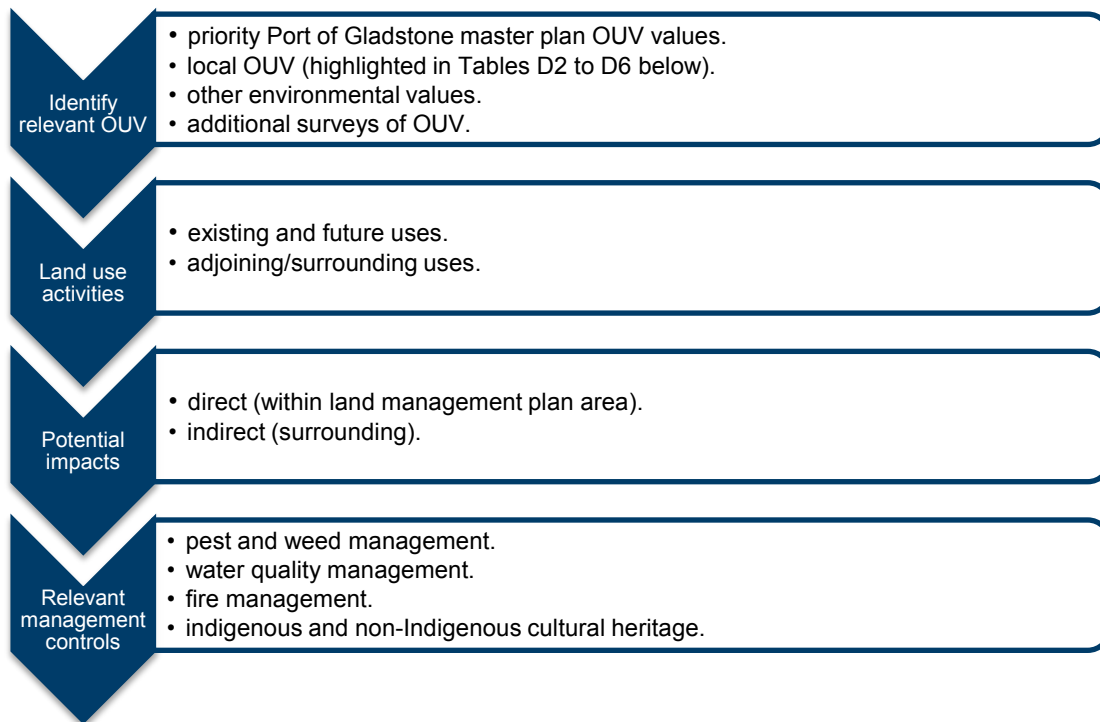 Identify
relevant OUV
• priority Port of Gladstone master plan OUV values.
• local OUV (highlighted in Tables D2 to D6 below).
• other environmental values.
• additional surveys of OUV.
Land use
activities
• existing and future uses.
• adjoining/surrounding uses.
Potential
impacts
• direct (within land management plan area).
• indirect (surrounding).
Relevant
management
controls
• pest and weed management.
• water quality management.
• fire management.
• indigenous and non-Indigenous cultural heritage.